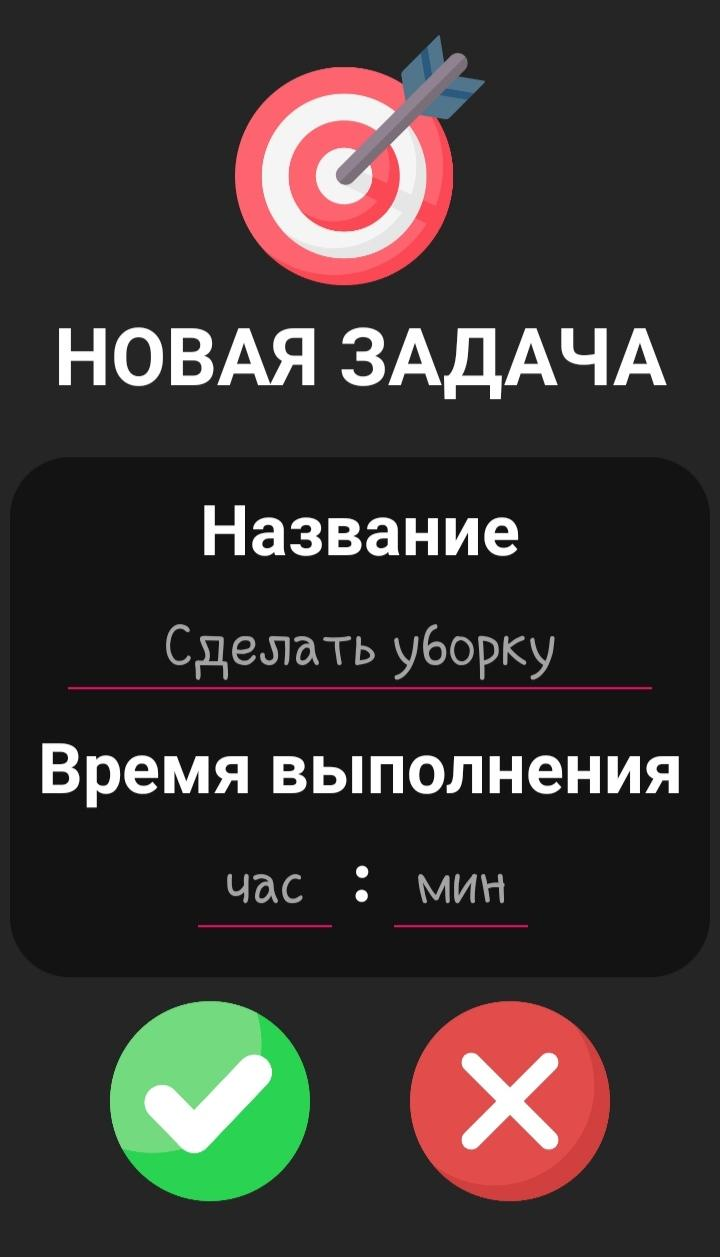 НОВАЯ ЗАДАЧА
Название
Сделать уборку
Время выполнения
час : мин